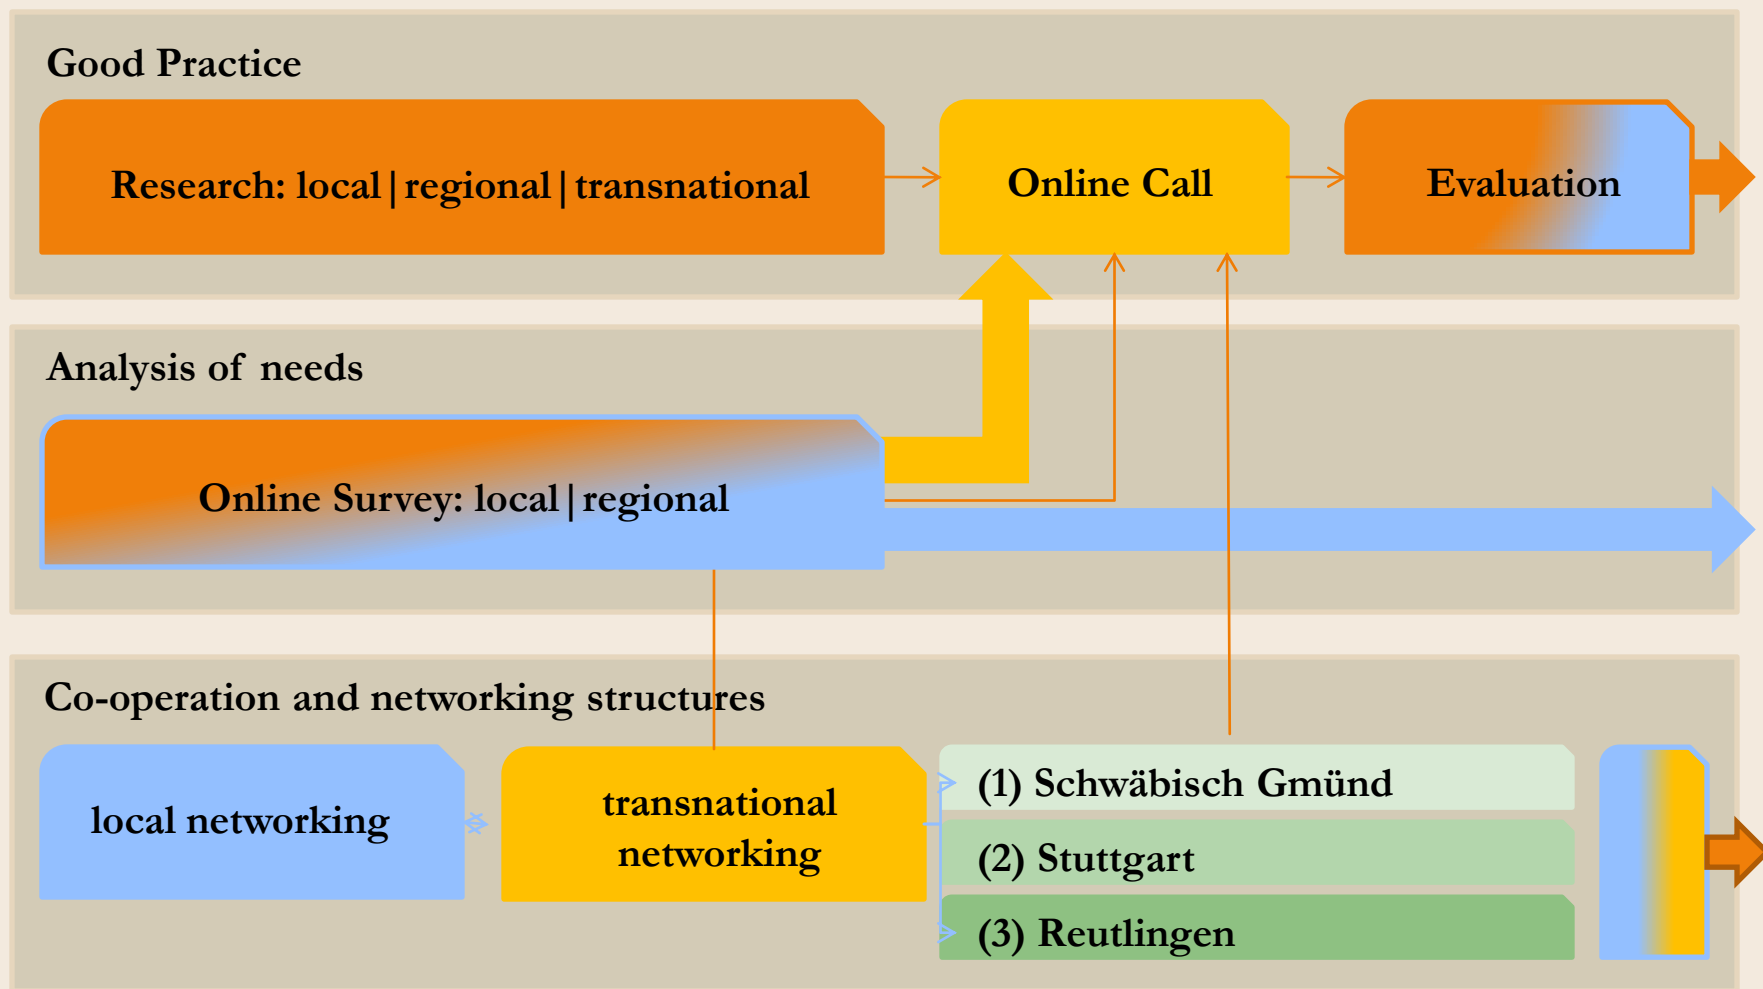 Good Practice
Research: local|regional|transnational
Online Call
Evaluation
Analysis of needs
Online Survey: local|regional
Co-operation and networking structures
local networking
transnational
networking
(1) Schwäbisch Gmünd
(2) Stuttgart
(3) Reutlingen